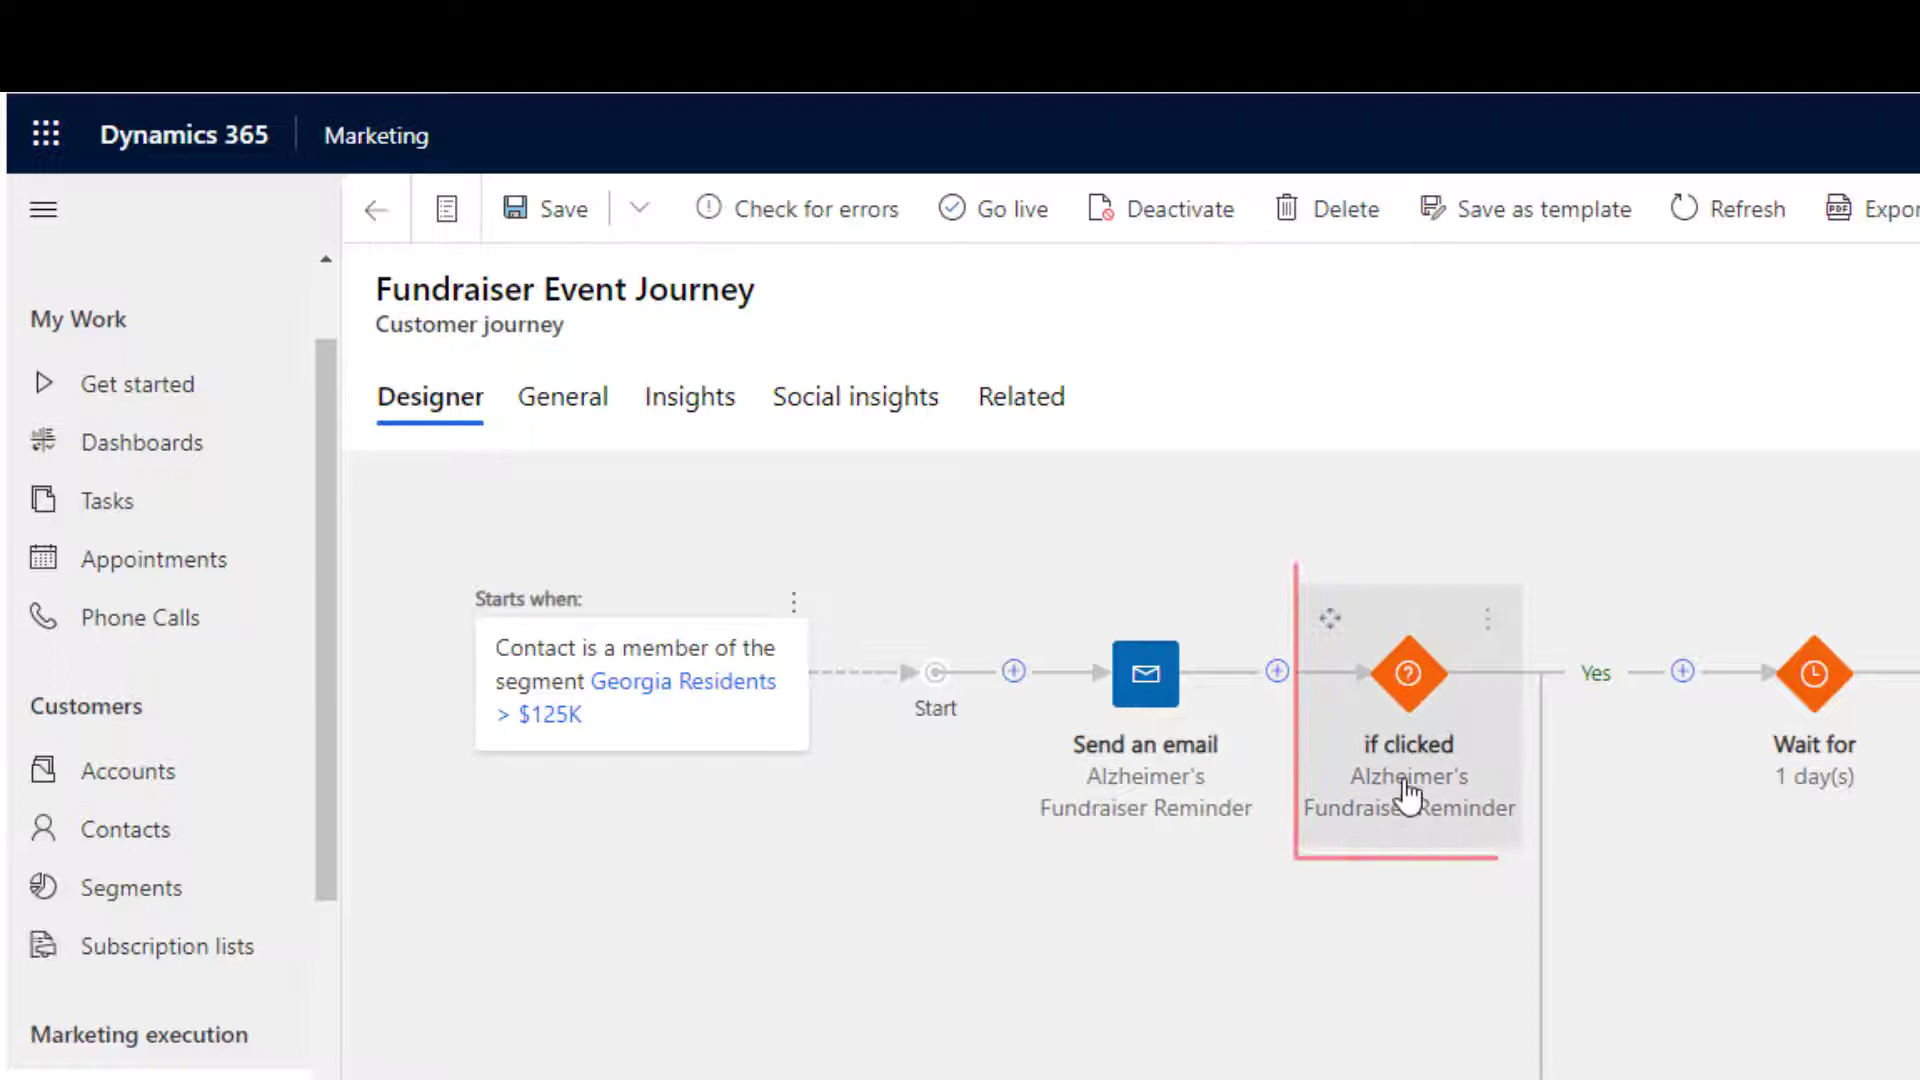 Dynamics 365 Marketing
Save Check for errors Go live Deactivate Delete Save as template Refresh Expor
Fundraiser Event Journey
Customer journey
Designer General Insights Social insights Related
My Work
Get started
Dashboards
Tasks
Appointments
Phone Calls
Customers
Accounts
Contacts
Segments
Subscription lists
Marketing execution
Starts when:
Contact is a member of the
segment Georgia Residents
> $125K
Start
Send an email
Alzheimer's
Fundraiser Reminder
if clicked
Alzheimer's
Fundraiser Reminder
Yes
Wait for
1 day(s)